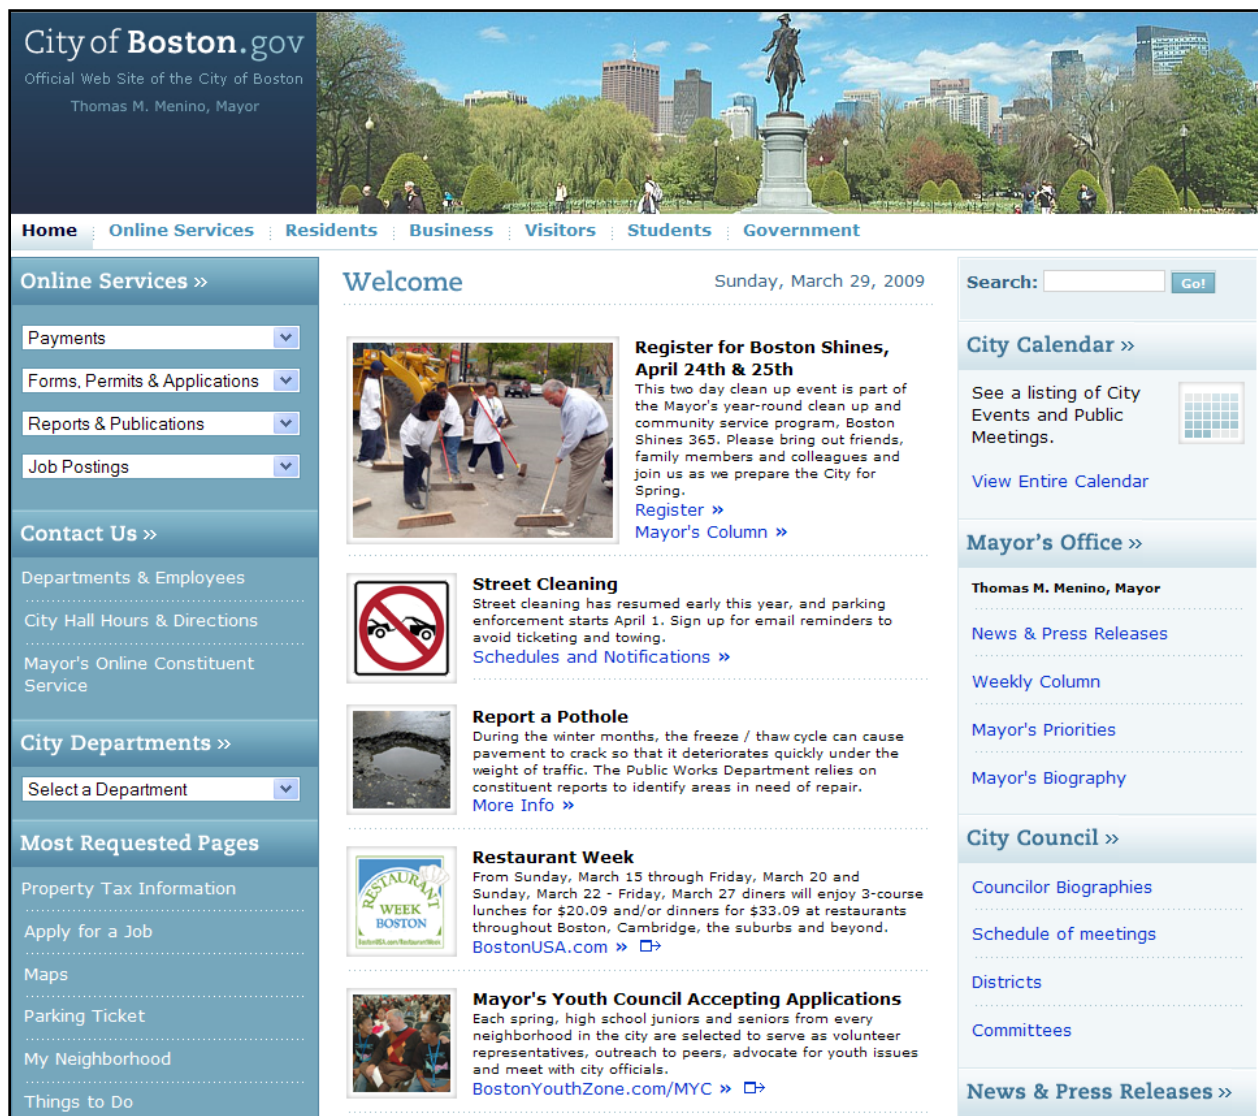 City of Boston.gov
Official Web Site of the City of Boston
Thomas M. Menino, Mayor
Home Online Services Residents Business Visitors Students Government
Online Services »
Payments
Forms, Permits & Applications
Reports & Publications
Job Postings
Contact Us »
Departments & Employees
City Hall Hours & Directions
Mayor's Online Constituent
Service
City Departments »
Select a Department
Most Requested Pages
Property Tax Information
Apply for a Job
Maps
Parking Ticket
My Neighborhood
Things to Do
Welcome
Sunday, March 29, 2009
Register for Boston Shines,
April 24th & 25th
This two day clean up event is part of
the Mayor's year-round clean up and
community service program, Boston
Shines 365. Please bring out friends,
family members and colleagues and
join us as we prepare the City for
Spring.
Register »
Mayor's Column »
Street Cleaning
Street cleaning has resumed early this year, and parking
enforcement starts April 1. Sign up for email reminders to
avoid ticketing and towing.
Schedules and Notifications »
Report a Pothole
During the winter months, the freeze / thaw cycle can cause
pavement to crack so that it deteriorates quickly under the
weight of traffic. The Public Works Department relies on
constituent reports to identify areas in need of repair.
More Info »
RESTAURANT
WEEK
BOSTON
BostonUSA.com/RestaurantWeek
Restaurant Week
From Sunday, March 15 through Friday, March 20 and
Sunday, March 22 - Friday, March 27 diners will enjoy 3-course
lunches for $20.09 and/or dinners for $33.09 at restaurants
throughout Boston, Cambridge, the suburbs and beyond.
BostonUSA.com »
Mayor's Youth Council Accepting Applications
Each spring, high school juniors and seniors from every
neighborhood in the city are selected to serve as volunteer
representatives, outreach to peers, advocate for youth issues
and meet with city officials.
BostonYouthZone.com/MYC »
Search:
Go!
City Calendar »
See a listing of City
Events and Public
Meetings.
View Entire Calendar
Mayor's Office »
Thomas M. Menino, Mayor
News & Press Releases
Weekly Column
Mayor's Priorities
Mayor's Biography
City Council »
Councilor Biographies
Schedule of meetings
Districts
Committees
News & Press Releases »